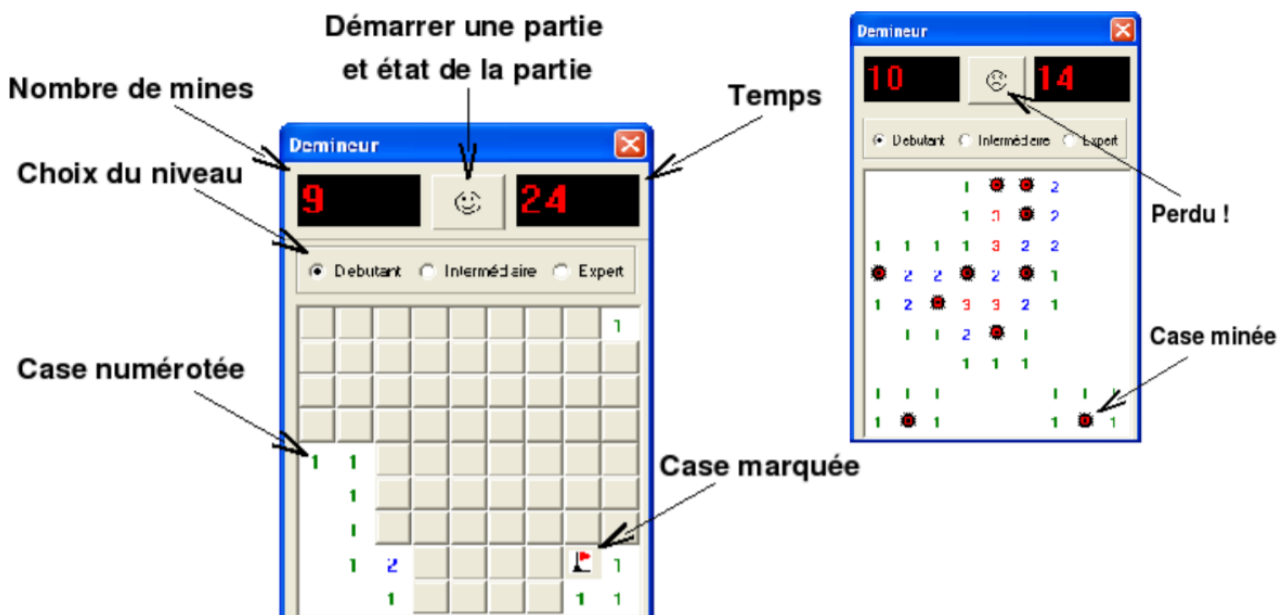 Démarrer une partie
et état de la partie
Nombre de mines
Temps
Choix du niveau
Demineur
9
24
Debutant Intermédiaire Expert
1
Case numérotée
1 1
1
1
1 2 1
1 1 1
Case marquée
Demineur
10
14
Debutant Intermédiaire Expert
Perdu !
1 2
1 3 2
1 1 1 1 3 2 2
2 2 2 1
1 2 3 3 2 1
1 1 2 1
Case minée
1 1 1
1 1 1 1 1 1
1 1 1 1